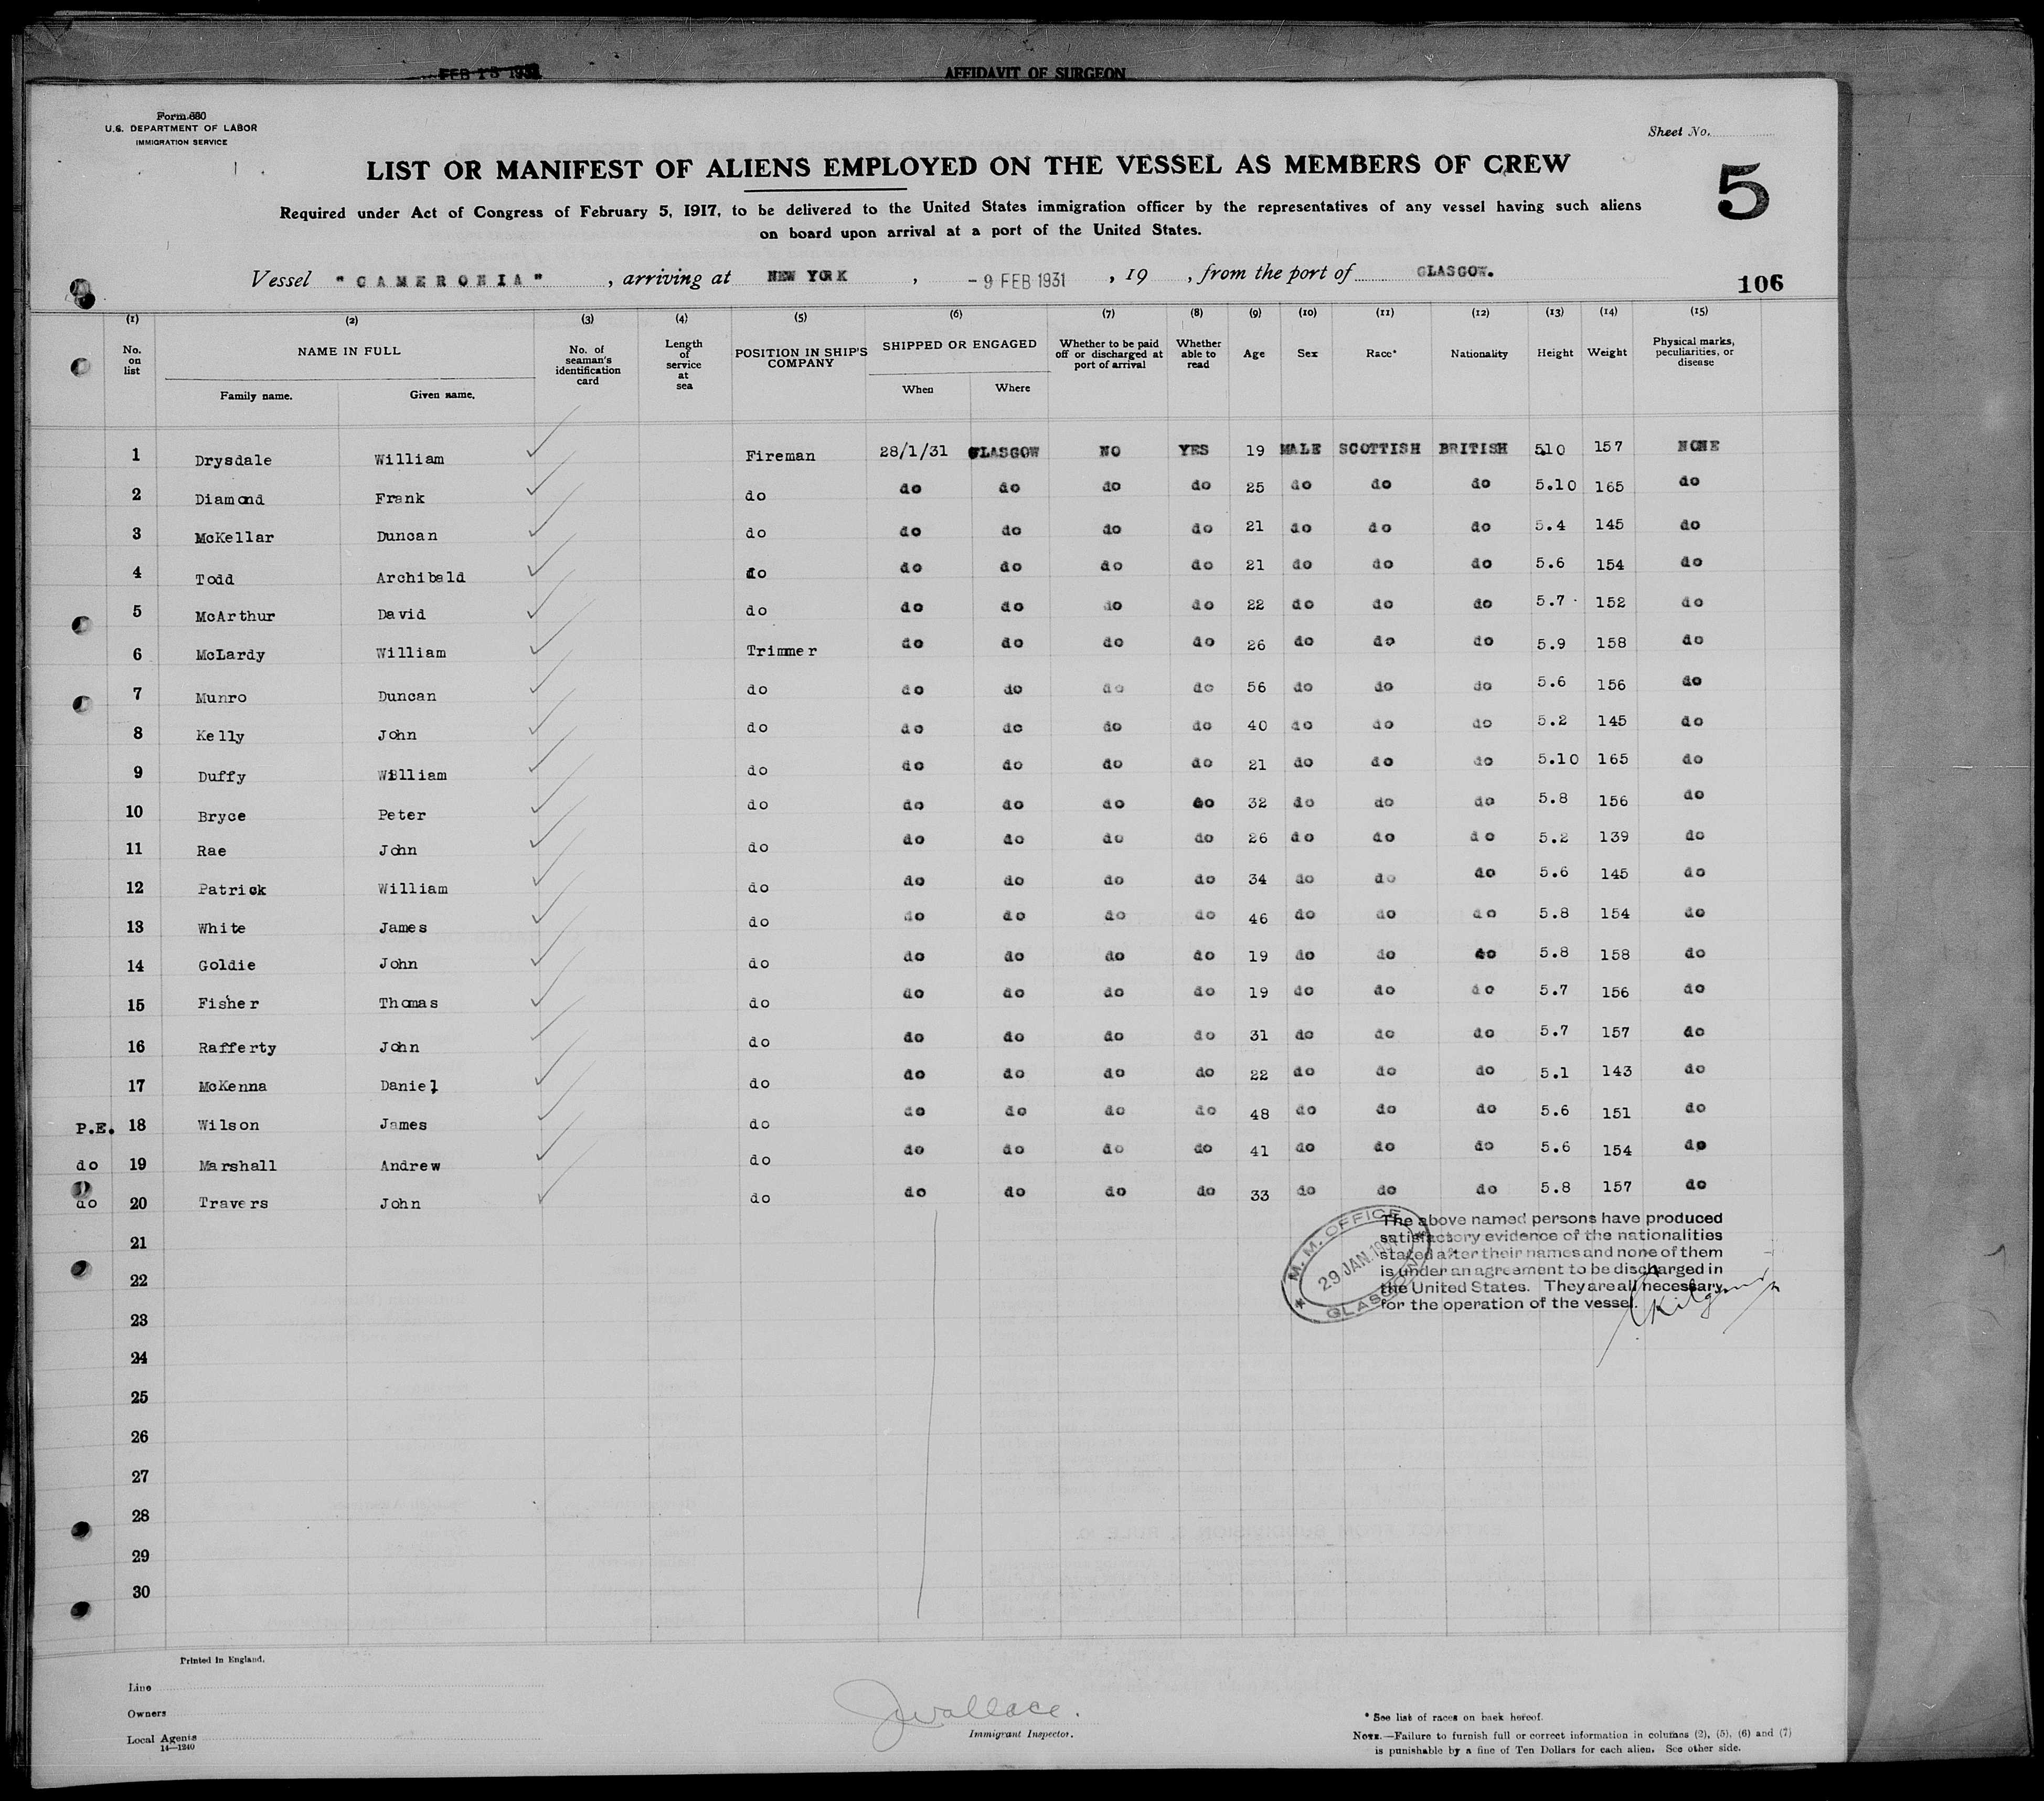 FEB 13 1931
AFFIDAVIT OF SURGEON
Form 680
U.S. DEPARTMENT OF LABOR
IMMIGRATION SERVICE
Sheet No.
LIST OR MANIFEST OF ALIENS EMPLOYED ON THE VESSEL AS MEMBERS OF CREW
5
Required under Act of Congress of February 5, 1917, to be delivered to the United States immigration officer by the representatives of any vessel having such aliens
on board upon arrival at a port of the United States.
Vessel "CAMERONIA", arriving at NEW YORK, -9 FEB 1931, 19 , from the port of GLASGOW.
106
(1) (2) (3) (4) (5) (6) (7) (8) (9) (10) (11) (12) (13) (14) (15)
No. on list NAME IN FULL Family name. Given name. No. of seaman's identification card Length of service at sea POSITION IN SHIP'S COMPANY SHIPPED OR ENGAGED When Where Whether to be paid off or discharged at port of arrival Whether able to read Age Sex Race* Nationality Height Weight Physical marks, peculiarities, or disease
1 Drysdale William Fireman 28/1/31 GLASGOW NO YES 19 MALE SCOTTISH BRITISH 5.10 157 NONE
2 Diamond Frank do do do do do 25 do do do 5.10 165 do
3 McKellar Duncan do do do do do 21 do do do 5.4 145 do
4 Todd Archibald do do do do do 21 do do do 5.6 154 do
5 McArthur David do do do do do 22 do do do 5.7 152 do
6 McLardy William Trimmer do do do do 26 do do do 5.9 158 do
7 Munro Duncan do do do do do 56 do do do 5.6 156 do
8 Kelly John do do do do do 40 do do do 5.2 145 do
9 Duffy William do do do do do 21 do do do 5.10 165 do
10 Bryce Peter do do do do do 32 do do do 5.8 156 do
11 Rae John do do do do do 26 do do do 5.2 139 do
12 Patrick William do do do do do 34 do do do 5.6 145 do
13 White James do do do do do 46 do do do 5.8 154 do
14 Goldie John do do do do do 19 do do do 5.8 158 do
15 Fisher Thomas do do do do do 19 do do do 5.7 156 do
16 Rafferty John do do do do do 31 do do do 5.7 157 do
17 McKenna Daniel do do do do do 22 do do do 5.1 143 do
P.E. 18 Wilson James do do do do do 48 do do do 5.6 151 do
do 19 Marshall Andrew do do do do do 41 do do do 5.6 154 do
do 20 Travers John do do do do do 33 do do do 5.8 157 do
21
22
23
24
25
26
27
28
29
30
M. M. OFFICE
29 JAN 1931
GLASGOW
The above named persons have produced
satisfactory evidence of the nationalities
stated after their names and none of them
is under an agreement to be discharged in
the United States. They are all necessary
for the operation of the vessel.
Printed in England.
Line
Owners
Local Agents
14—1240
J Wallace.
Immigrant Inspector.
* See list of races on back hereof.
NOTE.—Failure to furnish full or correct information in columns (2), (5), (6) and (7)
is punishable by a fine of Ten Dollars for each alien. See other side.